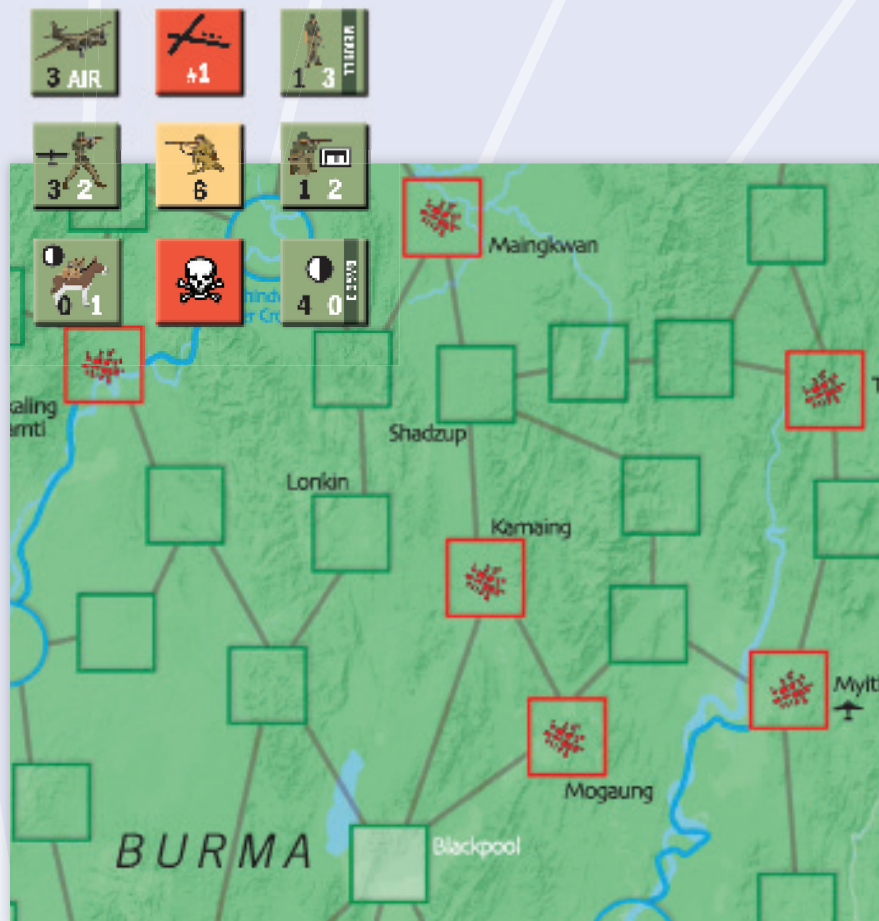 3 AIR
+1
1 3
3 2
6
1 2
0 1
4 0
Maingkwan
Shadzup
Lonkin
Kamaing
Mogaung
BURMA
Blackpool